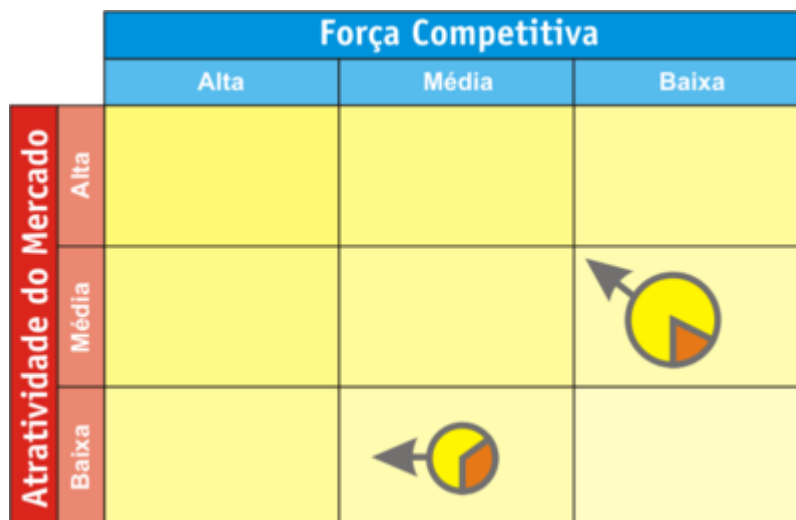 Força Competitiva
Alta Média Baixa
Atratividade do Mercado
Alta
Média
Baixa